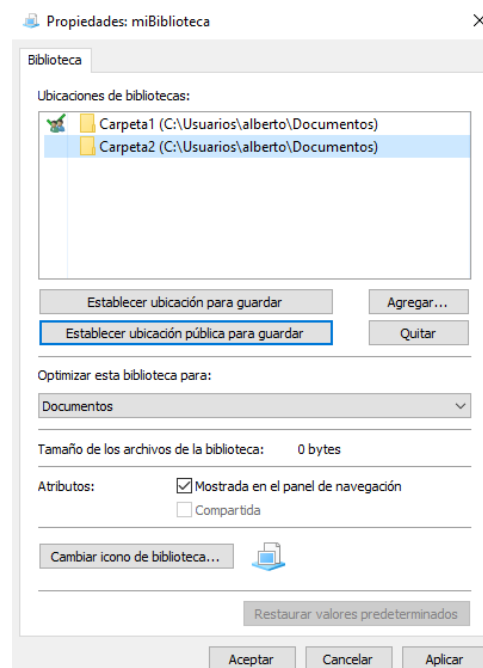 Propiedades: miBiblioteca
Biblioteca
Ubicaciones de bibliotecas:
Carpeta1 (C:\Usuarios\alberto\Documentos)
Carpeta2 (C:\Usuarios\alberto\Documentos)
Establecer ubicación para guardar Agregar...
Establecer ubicación pública para guardar Quitar
Optimizar esta biblioteca para:
Documentos
Tamaño de los archivos de la biblioteca: 0 bytes
Atributos: Mostrada en el panel de navegación
Compartida
Cambiar icono de biblioteca...
Restaurar valores predeterminados
Aceptar Cancelar Aplicar